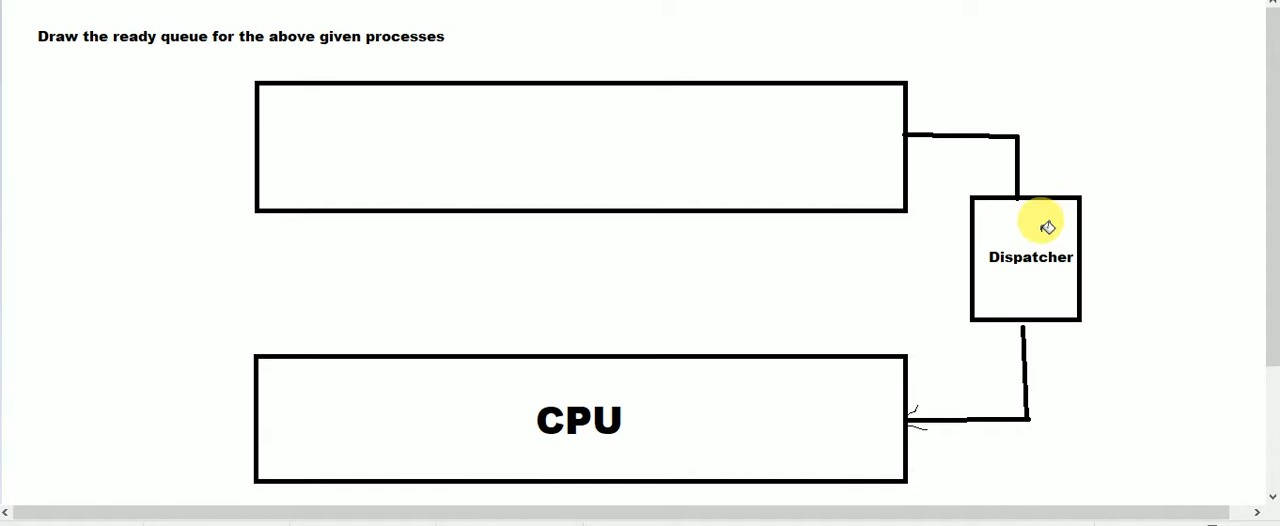 Draw the ready queue for the above given processes
Dispatcher
CPU